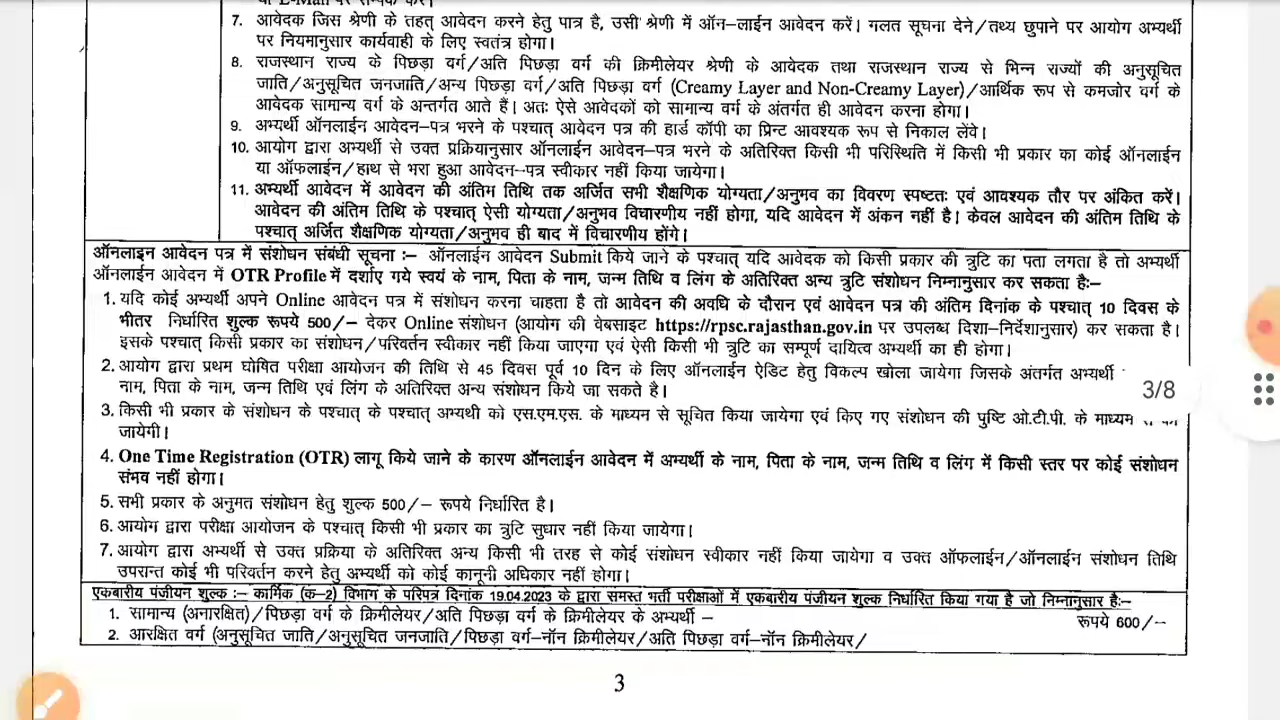 या E-Mail पर सम्पर्क करें।
7. आवेदक जिस श्रेणी के तहत् आवेदन करने हेतु पात्र है, उसी श्रेणी में ऑन–लाईन आवेदन करें। गलत सूचना देने/तथ्य छुपाने पर आयोग अभ्यर्थी
पर नियमानुसार कार्यवाही के लिए स्वतंत्र होगा।
8. राजस्थान राज्य के पिछड़ा वर्ग/अति पिछड़ा वर्ग की क्रिमीलेयर श्रेणी के आवेदक तथा राजस्थान राज्य से भिन्न राज्यों की अनुसूचित
जाति/अनुसूचित जनजाति/अन्य पिछड़ा वर्ग/अति पिछड़ा वर्ग (Creamy Layer and Non-Creamy Layer)/आर्थिक रूप से कमजोर वर्ग के
आवेदक सामान्य वर्ग के अन्तर्गत आते हैं। अतः ऐसे आवेदकों को सामान्य वर्ग के अंतर्गत ही आवेदन करना होगा।
9. अभ्यर्थी ऑनलाईन आवेदन–पत्र भरने के पश्चात् आवेदन पत्र की हार्ड कॉपी का प्रिन्ट आवश्यक रूप से निकाल लेंवे।
10. आयोग द्वारा अभ्यर्थी से उक्त प्रक्रियानुसार ऑनलाईन आवेदन–पत्र भरने के अतिरिक्त किसी भी परिस्थिति में किसी भी प्रकार का कोई ऑनलाईन
या ऑफलाईन/हाथ से भरा हुआ आवेदन–पत्र स्वीकार नहीं किया जायेगा।
11. अभ्यर्थी आवेदन में आवेदन की अंतिम तिथि तक अर्जित सभी शैक्षणिक योग्यता/अनुभव का विवरण स्पष्टतः एवं आवश्यक तौर पर अंकित करें।
आवेदन की अंतिम तिथि के पश्चात् ऐसी योग्यता/अनुभव विचारणीय नहीं होगा, यदि आवेदन में अंकन नहीं है। केवल आवेदन की अंतिम तिथि के
पश्चात् अर्जित शैक्षणिक योग्यता/अनुभव ही बाद में विचारणीय होंगे।
ऑनलाइन आवेदन पत्र में संशोधन संबंधी सूचना :– ऑनलाईन आवेदन Submit किये जाने के पश्चात् यदि आवेदक को किसी प्रकार की त्रुटि का पता लगता है तो अभ्यर्थी
ऑनलाईन आवेदन में OTR Profile में दर्शाए गये स्वयं के नाम, पिता के नाम, जन्म तिथि व लिंग के अतिरिक्त अन्य त्रुटि संशोधन निम्नानुसार कर सकता है:–
1. यदि कोई अभ्यर्थी अपने Online आवेदन पत्र में संशोधन करना चाहता है तो आवेदन की अवधि के दौरान एवं आवेदन पत्र की अंतिम दिनांक के पश्चात् 10 दिवस के
भीतर निर्धारित शुल्क रूपये 500/– देकर Online संशोधन (आयोग की वेबसाइट https://rpsc.rajasthan.gov.in पर उपलब्ध दिशा–निर्देशानुसार) कर सकता है।
इसके पश्चात् किसी प्रकार का संशोधन/परिवर्तन स्वीकार नहीं किया जाएगा एवं ऐसी किसी भी त्रुटि का सम्पूर्ण दायित्व अभ्यर्थी का ही होगा।
2. आयोग द्वारा प्रथम घोषित परीक्षा आयोजन की तिथि से 45 दिवस पूर्व 10 दिन के लिए ऑनलाईन ऐडिट हेतु विकल्प खोला जायेगा जिसके अंतर्गत अभ्यर्थी
नाम, पिता के नाम, जन्म तिथि एवं लिंग के अतिरिक्त अन्य संशोधन किये जा सकते है।
3/8
3. किसी भी प्रकार के संशोधन के पश्चात् के पश्चात् अभ्यर्थी को एस.एम.एस. के माध्यम से सूचित किया जायेगा एवं किए गए संशोधन की पुष्टि ओ.टी.पी. के माध्यम
जायेगी।
4. One Time Registration (OTR) लागू किये जाने के कारण ऑनलाईन आवेदन में अभ्यर्थी के नाम, पिता के नाम, जन्म तिथि व लिंग में किसी स्तर पर कोई संशोधन
संभव नहीं होगा।
5. सभी प्रकार के अनुमत संशोधन हेतु शुल्क 500/– रूपये निर्धारित है।
6. आयोग द्वारा परीक्षा आयोजन के पश्चात् किसी भी प्रकार का त्रुटि सुधार नहीं किया जायेगा।
7. आयोग द्वारा अभ्यर्थी से उक्त प्रक्रिया के अतिरिक्त अन्य किसी भी तरह से कोई संशोधन स्वीकार नहीं किया जायेगा व उक्त ऑफलाईन/ऑनलाईन संशोधन तिथि
उपरान्त कोई भी परिवर्तन करने हेतु अभ्यर्थी को कोई कानूनी अधिकार नहीं होगा।
एकबारीय पंजीयन शुल्क :– कार्मिक (क–2) विभाग के परिपत्र दिनांक 19.04.2023 के द्वारा समस्त भर्ती परीक्षाओं में एकबारीय पंजीयन शुल्क निर्धारित किया गया है जो निम्नानुसार है:–
1. सामान्य (अनारक्षित)/पिछड़ा वर्ग के क्रिमीलेयर/अति पिछड़ा वर्ग के क्रिमीलेयर के अभ्यर्थी – रूपये 600/–
2. आरक्षित वर्ग (अनुसूचित जाति/अनुसूचित जनजाति/पिछड़ा वर्ग–नॉन क्रिमीलेयर/अति पिछड़ा वर्ग–नॉन क्रिमीलेयर/
3